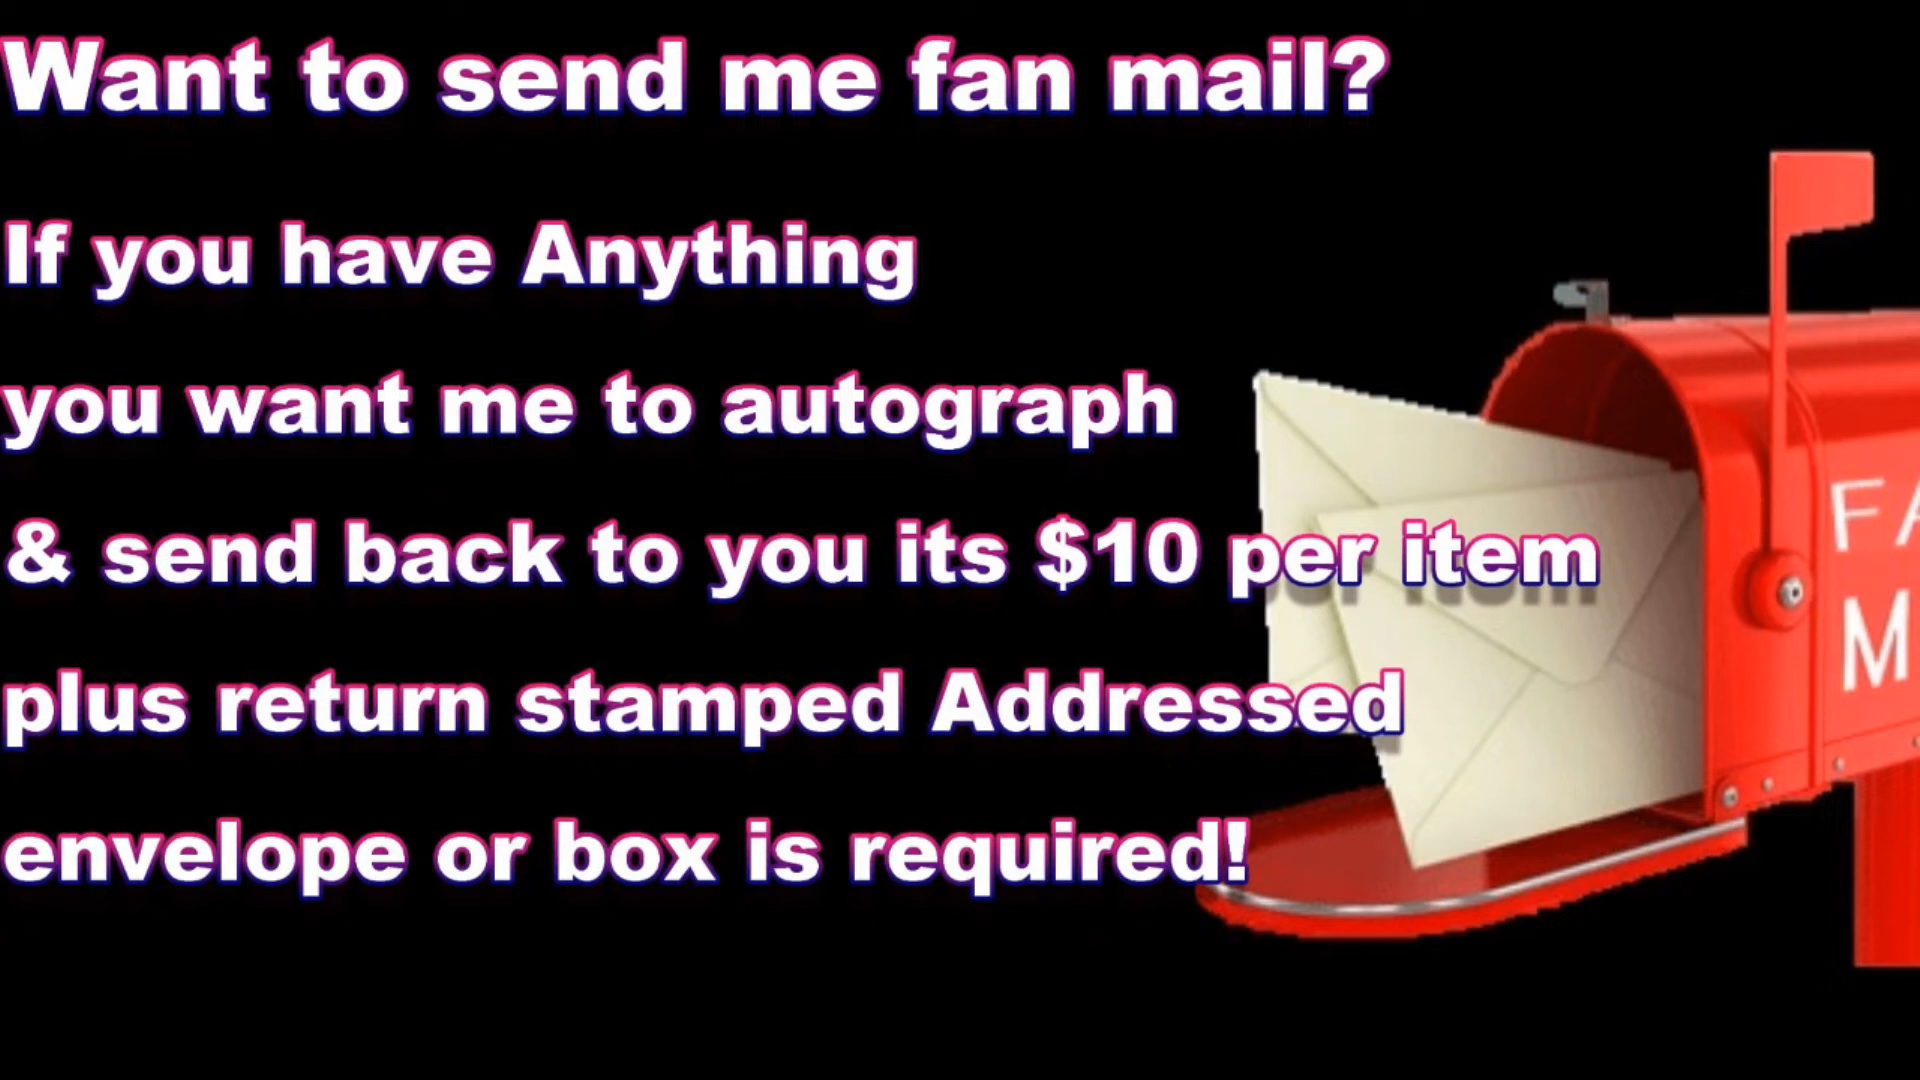 Want to send me fan mail?
If you have Anything
you want me to autograph
& send back to you its $10 per item
plus return stamped Addressed
envelope or box is required!
FA
M